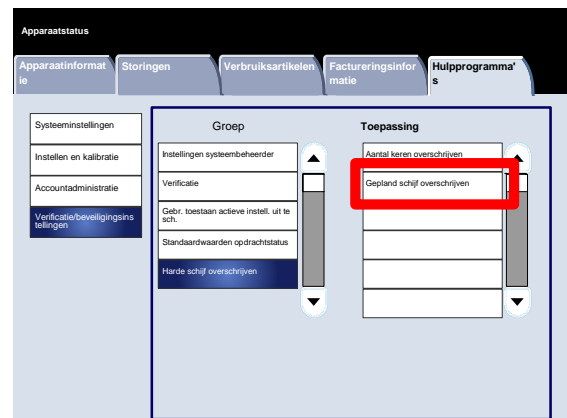 Apparaatstatus
Apparaatinformat
ie
Storingen
Verbruiksartikelen
Factureringsinfor
matie
Hulpprogramma'
s
Systeeminstellingen
Instellen en kalibratie
Accountadministratie
Verificatie/beveiligingsins
tellingen
Groep
Instellingen systeembeheerder
Verificatie
Gebr. toestaan actieve instell. uit te
sch.
Standaardwaarden opdrachtstatus
Harde schijf overschrijven
Toepassing
Aantal keren overschrijven
Gepland schijf overschrijven